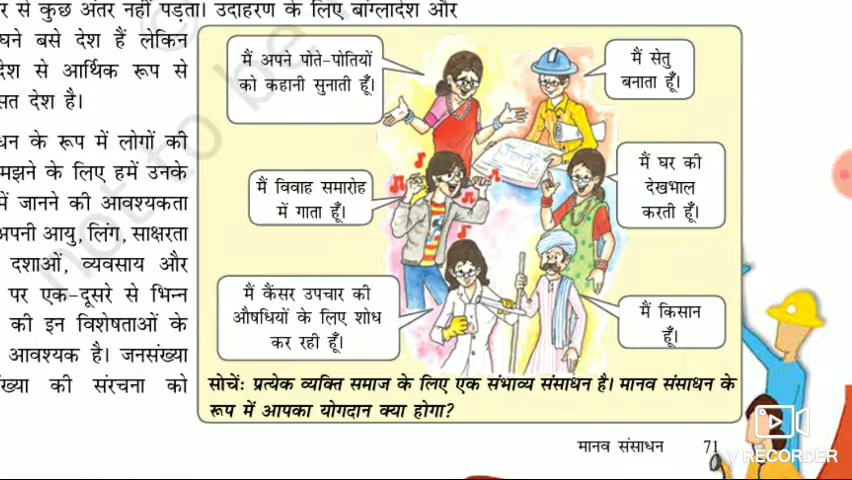 र से कुछ अंतर नहीं पड़ता। उदाहरण के लिए बांग्लादेश और
घने बसे देश हैं लेकिन
देश से आर्थिक रूप से
सत देश है।
धन के रूप में लोगों की
मझने के लिए हमें उनके
में जानने की आवश्यकता
अपनी आयु, लिंग, साक्षरता
दशाओं, व्यवसाय और
पर एक-दूसरे से भिन्न
की इन विशेषताओं के
आवश्यक है। जनसंख्या
ंख्या की संरचना को
मैं अपने पोते-पोतियों
को कहानी सुनाती हूँ।
मैं सेतु
बनाता हूँ।
मैं विवाह समारोह
में गाता हूँ।
मैं घर की
देखभाल
करती हूँ।
मैं कैंसर उपचार की
औषधियों के लिए शोध
कर रही हूँ।
मैं किसान
हूँ।
सोचें: प्रत्येक व्यक्ति समाज के लिए एक संभाव्य संसाधन है। मानव संसाधन के
रूप में आपका योगदान क्या होगा?
मानव संसाधन 71
not to be
V RECORDER